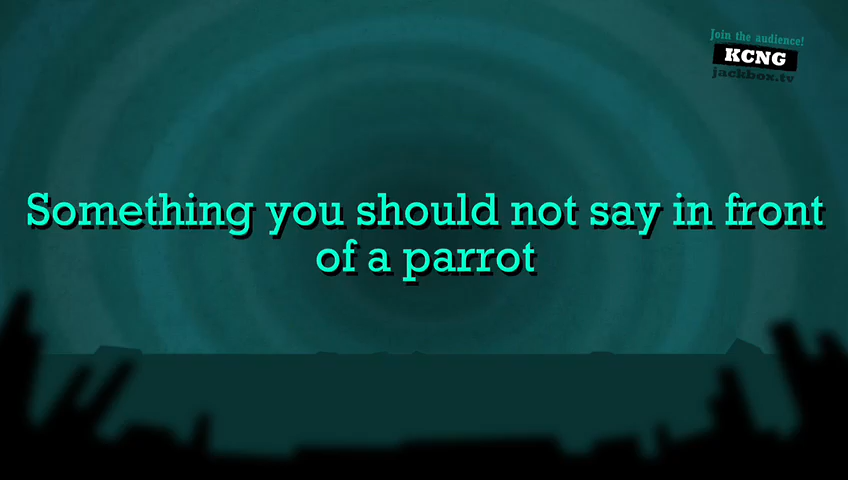 Join the audience!
KCNG
jackbox.tv
Something you should not say in front
of a parrot